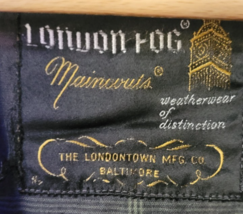 LONDON FOG®
Maincoats®
weatherwear
of
distinction
THE LONDONTOWN MFG. CO.
BALTIMORE